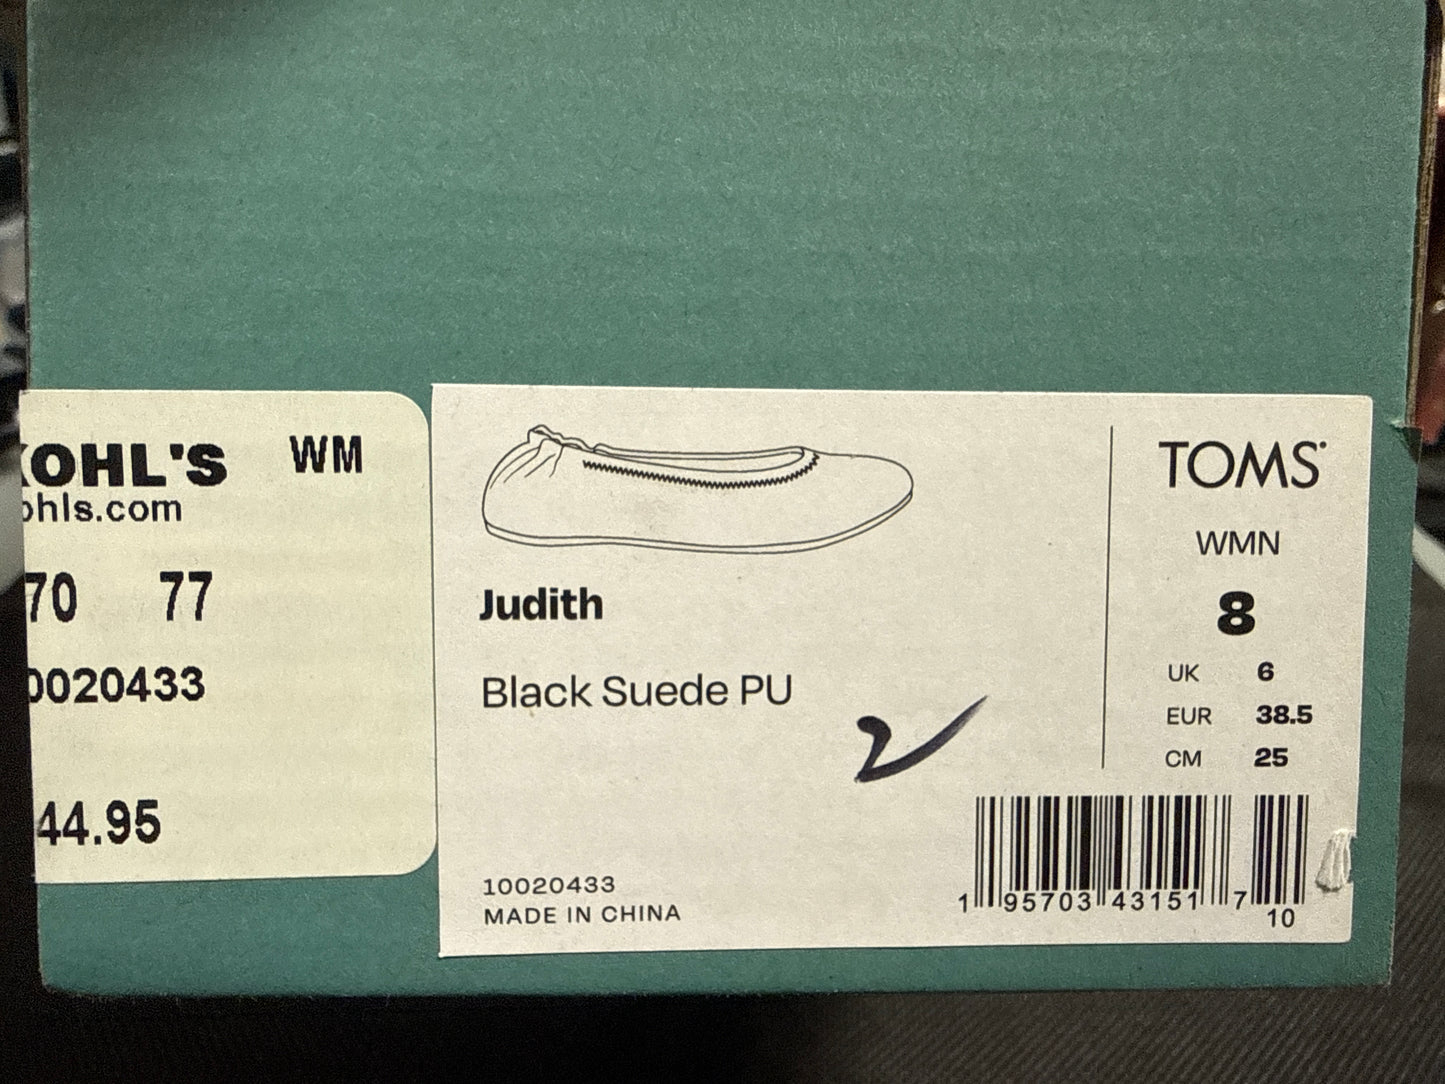 KOHL'S WM
ohls.com
70 77
0020433
44.95
Judith
Black Suede PU
10020433
MADE IN CHINA
TOMS
WMN
8
UK 6
EUR 38.5
CM 25
1 95703 43151 7
10